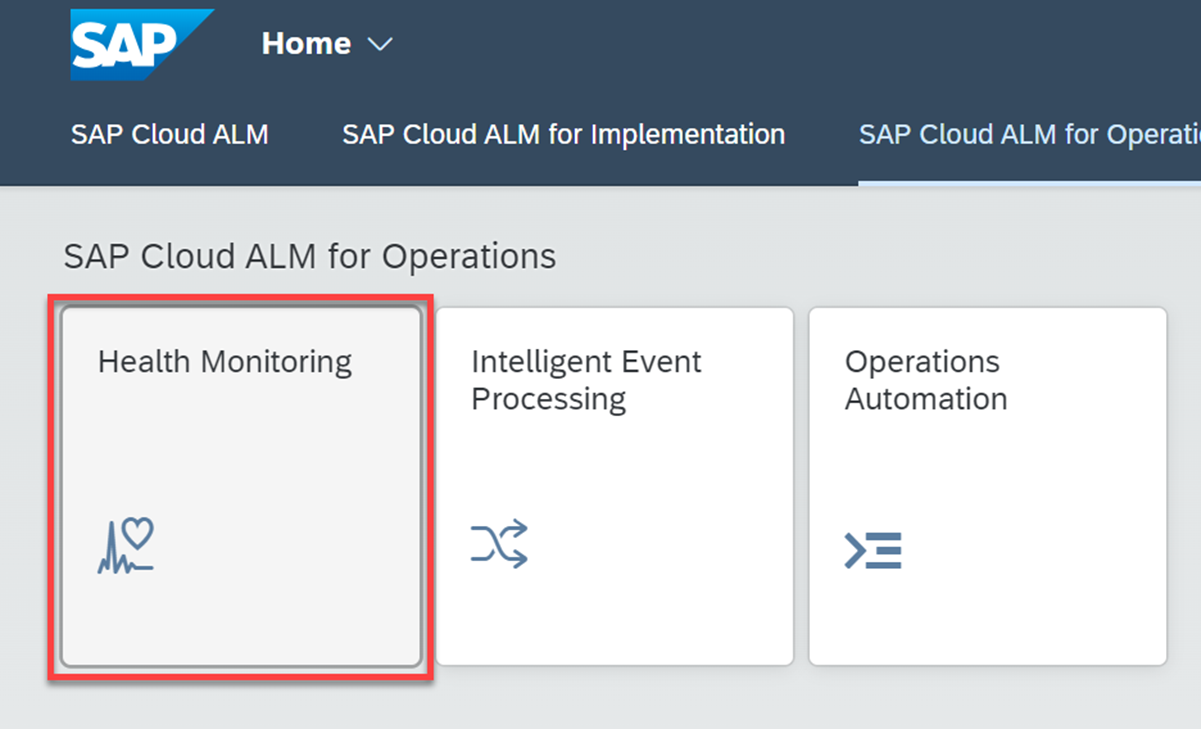 SAP
Home
SAP Cloud ALM
SAP Cloud ALM for Implementation
SAP Cloud ALM for Operati
SAP Cloud ALM for Operations
Health Monitoring
Intelligent Event
Processing
Operations
Automation